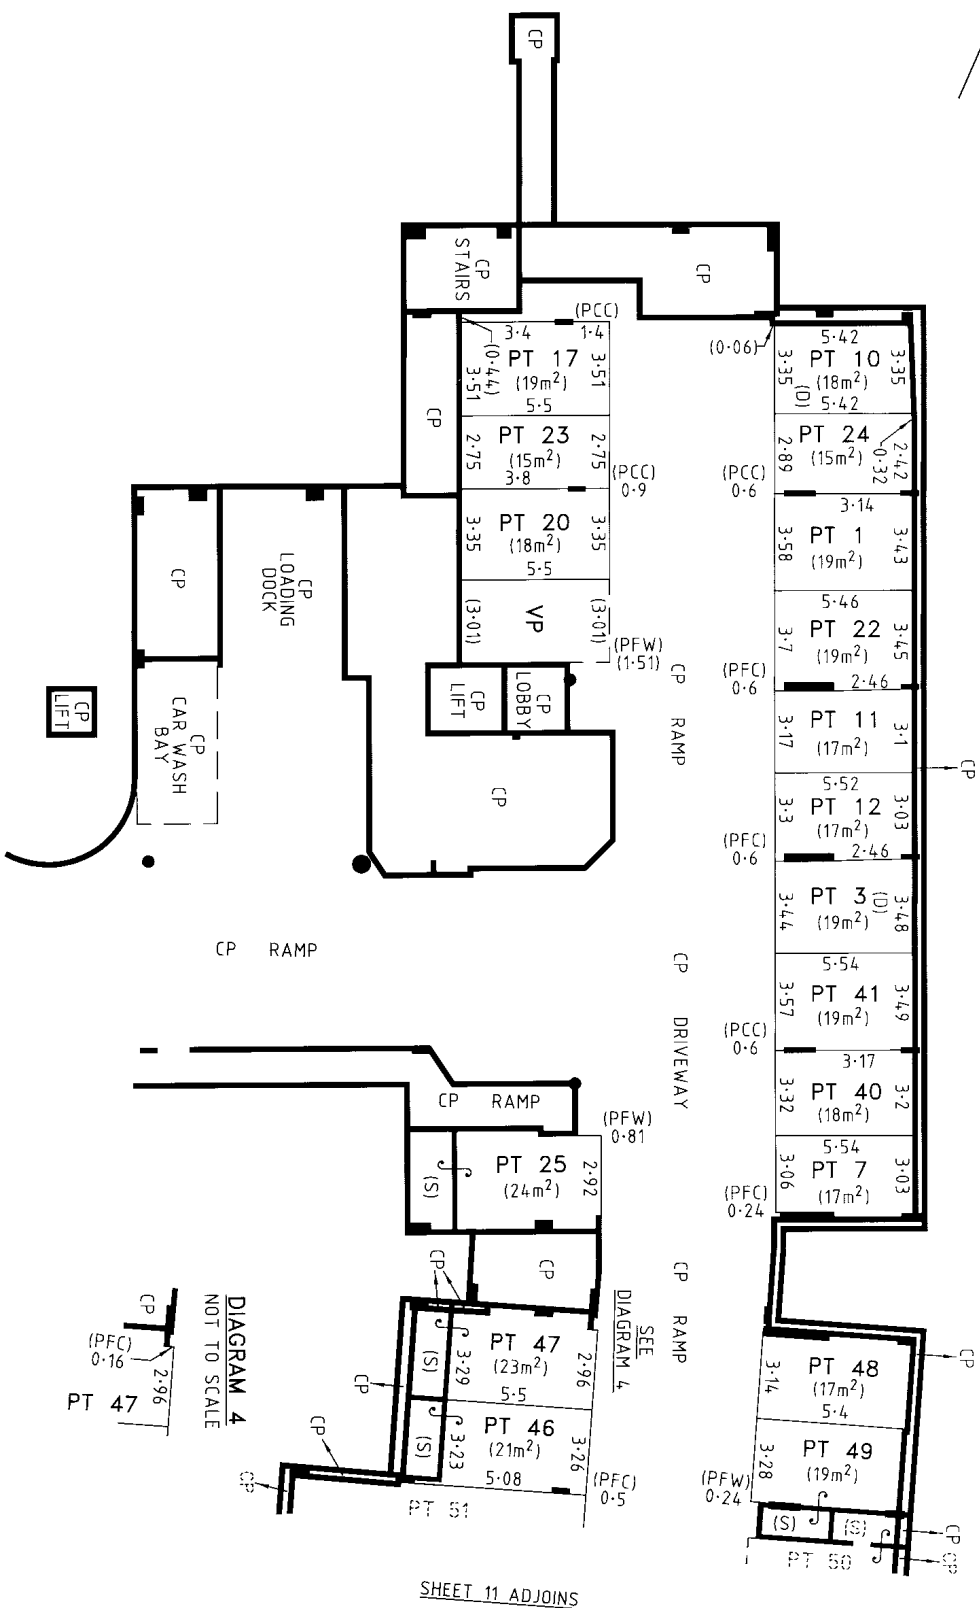 CP
CP
STAIRS
CP
(PCC)
3·4
1·4
(0·44)
PT 17
(19m²)
3·51
3·51
5·5
CP
PT 23
(15m²)
2·75
2·75
3·8
(PCC)
0·9
PT 20
(18m²)
3·35
3·35
5·5
VP
(3·01)
(3·01)
(PFW)
(1·51)
CP
LOADING
DOCK
CP
CP
CAR WASH
BAY
CP
LIFT
CP
LIFT
CP
LOBBY
CP
CP RAMP
(0·06)
5·42
PT 10
(18m²)
3·35
3·35
(D)
5·42
PT 24
(15m²)
2·89
2·42
0·32
(PCC)
0·6
3·14
PT 1
(19m²)
3·58
3·43
5·46
PT 22
(19m²)
3·7
3·45
(PFC)
0·6
2·46
PT 11
(17m²)
3·17
3·1
CP
5·52
PT 12
(17m²)
3·3
3·03
(PFC)
0·6
2·46
PT 3
(19m²)
(D)
3·44
3·48
5·54
PT 41
(19m²)
3·57
3·49
(PCC)
0·6
3·17
PT 40
(18m²)
3·32
3·2
5·54
PT 7
(17m²)
3·06
3·03
(PFC)
0·24
CP RAMP
CP DRIVEWAY
CP RAMP
(PFW)
0·81
PT 25
(24m²)
2·92
(S)
CP
CP
CP RAMP
SEE
DIAGRAM 4
PT 47
(23m²)
3·29
2·96
(S)
5·5
PT 46
(21m²)
3·23
3·26
(S)
5·08
(PFC)
0·5
PT 51
CP
CP
CP
DIAGRAM 4
NOT TO SCALE
CP
(PFC)
0·16
2·96
PT 47
PT 48
(17m²)
3·14
5·4
CP
PT 49
(19m²)
3·28
(PFW)
0·24
(S)
(S)
CP
CP
PT 50
SHEET 11 ADJOINS